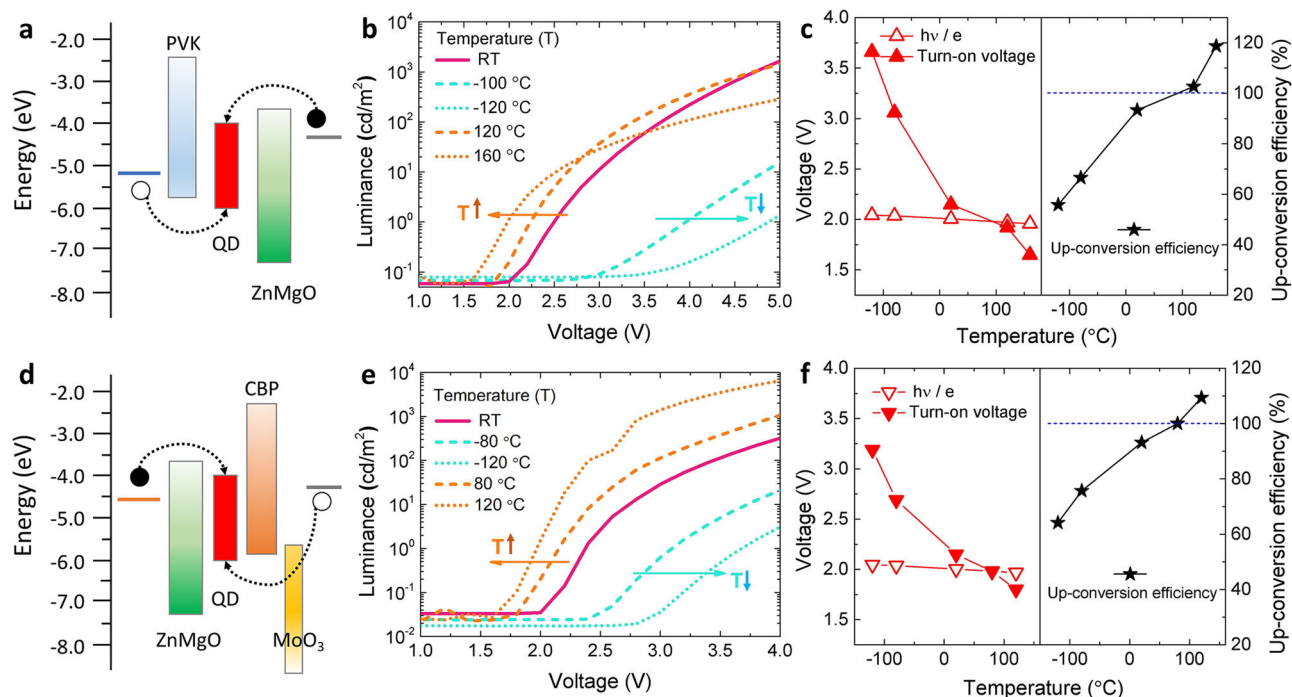 a
Energy (eV)
-2.0
-3.0
-4.0
-5.0
-6.0
-7.0
-8.0
PVK
QD
ZnMgO
b
Luminance (cd/m²)
10⁴
10³
10²
10¹
10⁰
10⁻¹
Temperature (T)
RT
-100 °C
-120 °C
120 °C
160 °C
T
T
1.0 1.5 2.0 2.5 3.0 3.5 4.0 4.5 5.0
Voltage (V)
c
Voltage (V)
4.0
3.5
3.0
2.5
2.0
1.5
hν / e
Turn-on voltage
Up-conversion efficiency
120
100
80
60
40
20
Up-conversion efficiency (%)
-100 0 100 -100 0 100
Temperature (°C)
d
Energy (eV)
-2.0
-3.0
-4.0
-5.0
-6.0
-7.0
-8.0
CBP
QD
ZnMgO
MoO₃
e
Luminance (cd/m²)
10⁴
10³
10²
10¹
10⁰
10⁻¹
10⁻²
Temperature (T)
RT
-80 °C
-120 °C
80 °C
120 °C
T
T
1.0 1.5 2.0 2.5 3.0 3.5 4.0
Voltage (V)
f
Voltage (V)
4.0
3.5
3.0
2.5
2.0
1.5
hν / e
Turn-on voltage
Up-conversion efficiency
120
100
80
60
40
20
Up-conversion efficiency (%)
-100 0 100 -100 0 100
Temperature (°C)